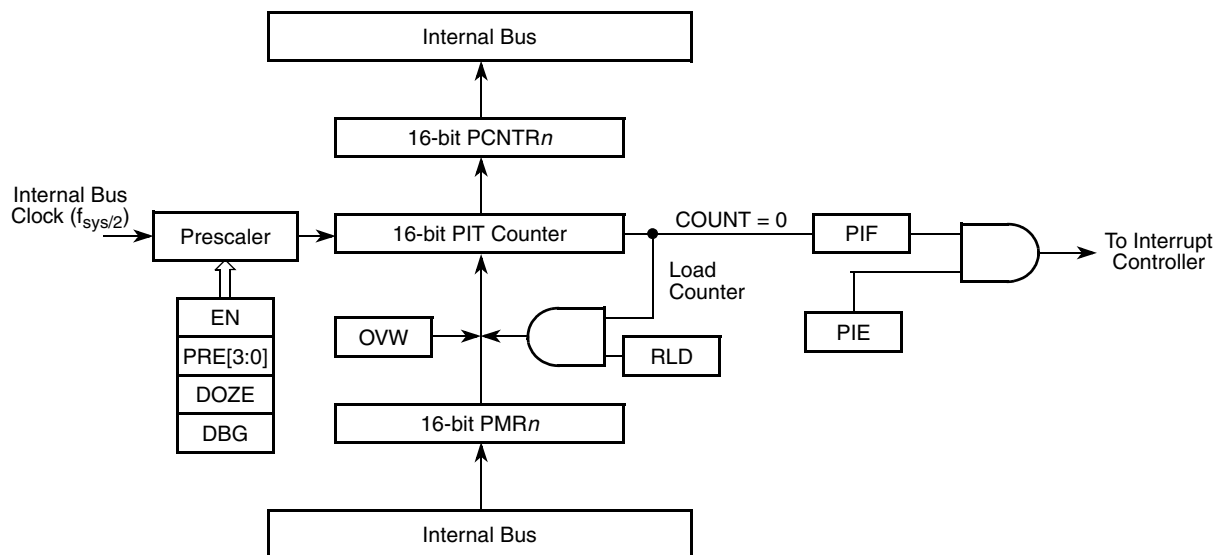 Internal Bus
16-bit PCNTRn
Internal Bus
Clock (fsys/2)
Prescaler
16-bit PIT Counter
COUNT = 0
PIF
To Interrupt
Controller
Load
Counter
EN
PRE[3:0]
DOZE
DBG
OVW
RLD
PIE
16-bit PMRn
Internal Bus